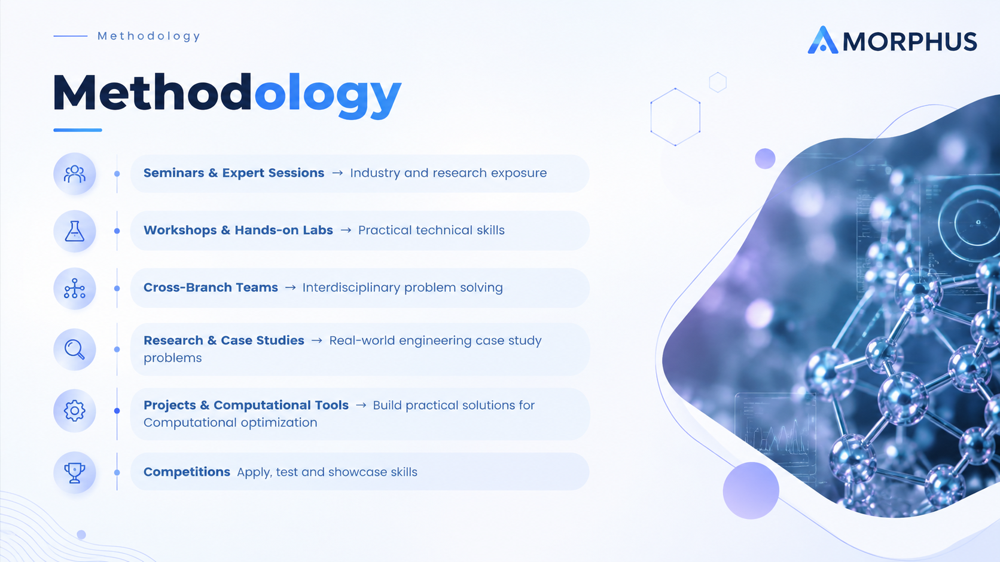 Methodology
AMORPHUS
Methodology
Seminars & Expert Sessions → Industry and research exposure
Workshops & Hands-on Labs → Practical technical skills
Cross-Branch Teams → Interdisciplinary problem solving
Research & Case Studies → Real-world engineering case study
problems
Projects & Computational Tools → Build practical solutions for
Computational optimization
Competitions Apply, test and showcase skills